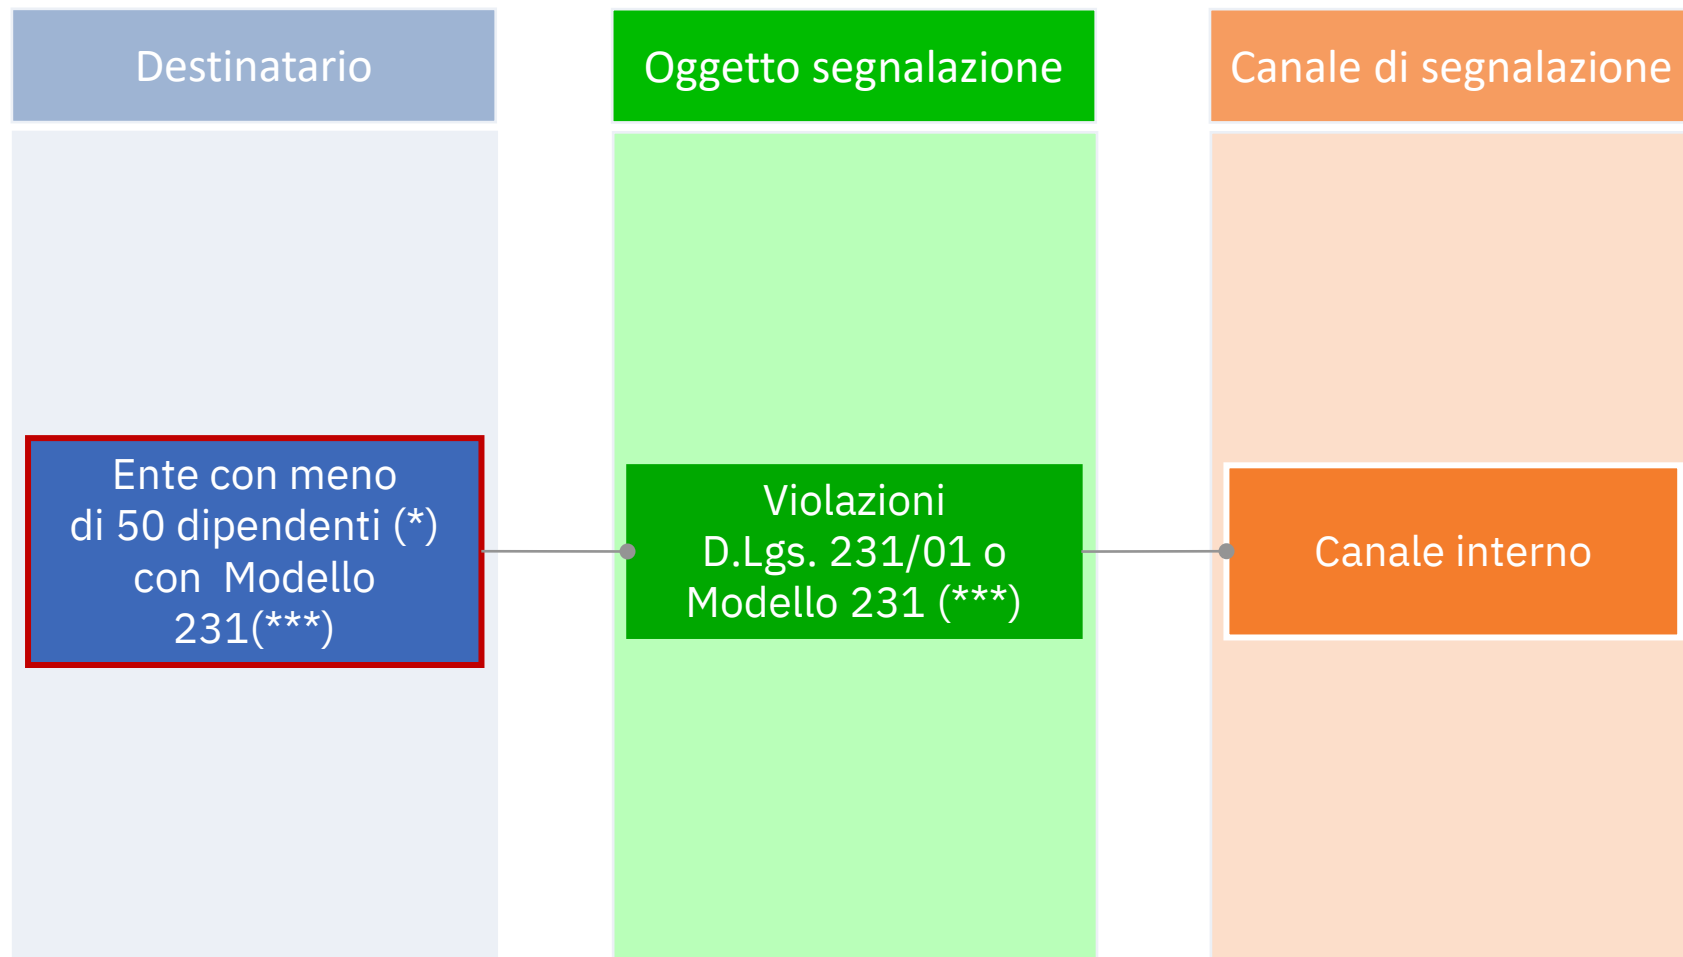 Destinatario
Oggetto segnalazione
Canale di segnalazione
Ente con meno
di 50 dipendenti (*)
con  Modello
231(***)
Violazioni
D.Lgs. 231/01 o
Modello 231 (***)
Canale interno